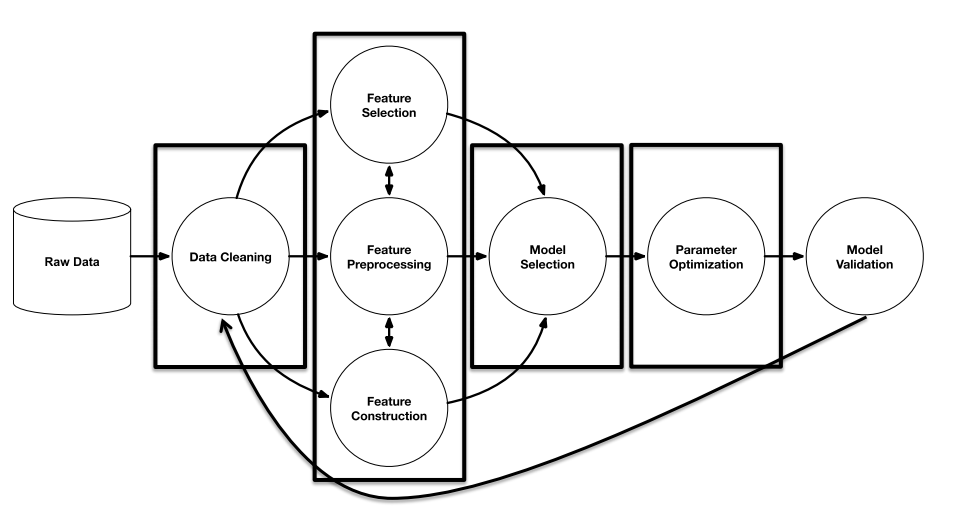 Feature
Selection
Raw Data
Data Cleaning
Feature
Preprocessing
Model
Selection
Parameter
Optimization
Model
Validation
Feature
Construction